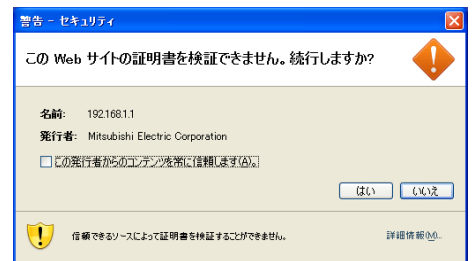 警告 - セキュリティ
この Web サイトの証明書を検証できません。続行しますか?
名前: 192.168.1.1
発行者: Mitsubishi Electric Corporation
この発行者からのコンテンツを常に信頼します(A)。
はい いいえ
信頼できるソースによって証明書を検証することができません。 詳細情報(M)...